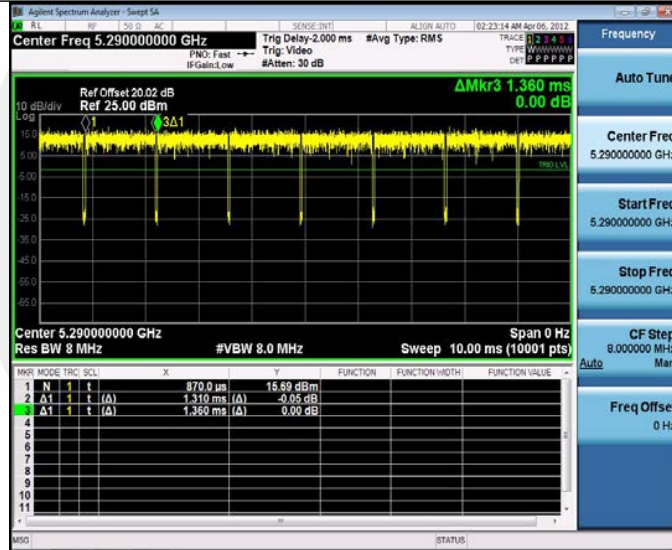 Agilent Spectrum Analyzer - Swept SA
RL RF 50 Ω AC SENSE:INT ALIGN AUTO 02:23:14 AM Apr 06, 2012
Center Freq 5.290000000 GHz
PNO: Fast
IFGain:Low
Trig Delay-2.000 ms
Trig: Video
#Atten: 30 dB
#Avg Type: RMS
TRACE 1 2 3 4 5 6
TYPE WWWWWW
DET P P P P P P
Frequency
ΔMkr3 1.360 ms
0.00 dB
Ref Offset 20.02 dB
10 dB/div Ref 25.00 dBm
Log
1
3Δ1
15.0
5.00
-5.00
-15.0
-25.0
-35.0
-45.0
-55.0
-65.0
TRIG LVL
Center 5.290000000 GHz Span 0 Hz
Res BW 8 MHz #VBW 8.0 MHz Sweep 10.00 ms (10001 pts)
MKR MODE TRC SCL X Y FUNCTION FUNCTION WIDTH FUNCTION VALUE
1 N 1 t 870.0 µs 15.69 dBm
2 Δ1 1 t (Δ) 1.310 ms (Δ) -0.05 dB
3 Δ1 1 t (Δ) 1.360 ms (Δ) 0.00 dB
4
5
6
7
8
9
10
11
MSG STATUS
Auto Tune
Center Freq
5.290000000 GHz
Start Freq
5.290000000 GHz
Stop Freq
5.290000000 GHz
CF Step
8.000000 MHz
Auto Man
Freq Offset
0 Hz